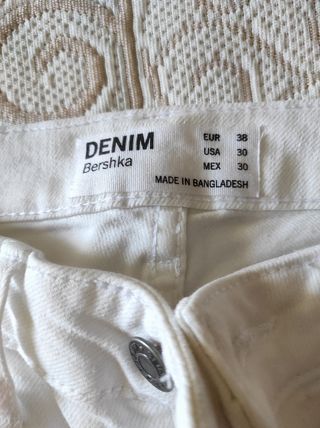 DENIM
Bershka
EUR 38
USA 30
MEX 30
MADE IN BANGLADESH